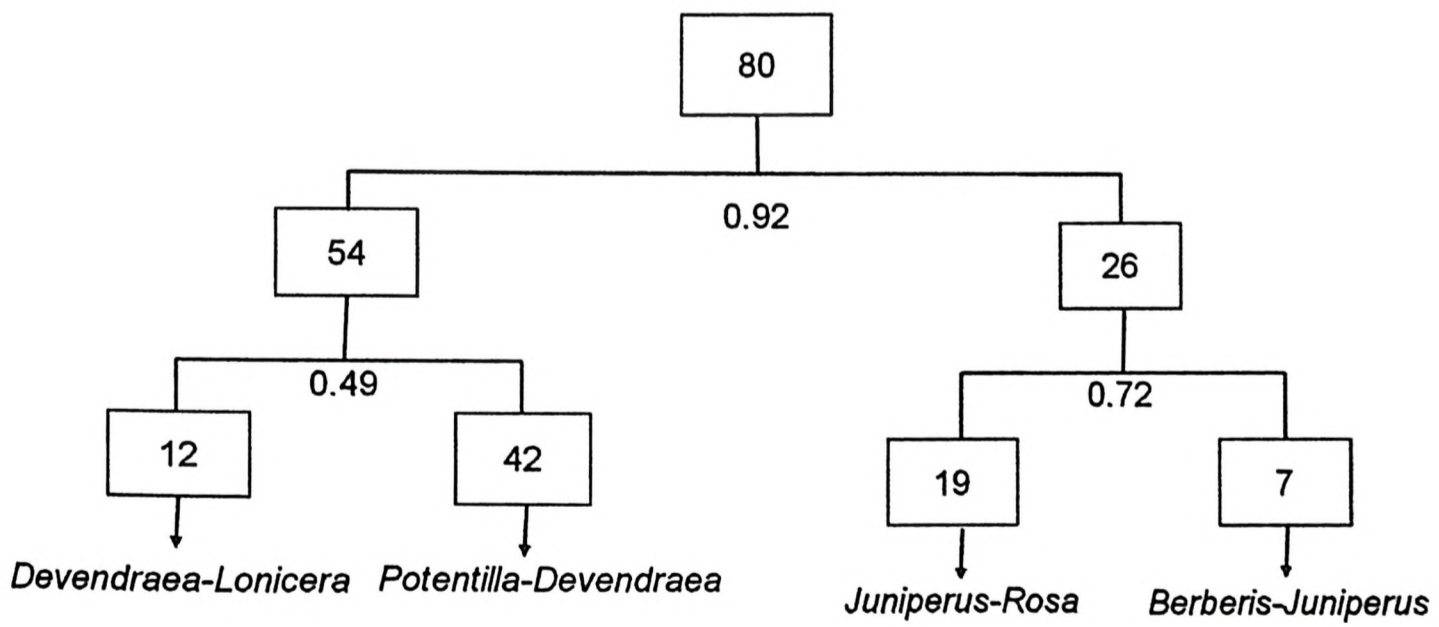 80
0.92
54
26
0.49
0.72
12
42
19
7
Devendraea-Lonicera
Potentilla-Devendraea
Juniperus-Rosa
Berberis-Juniperus